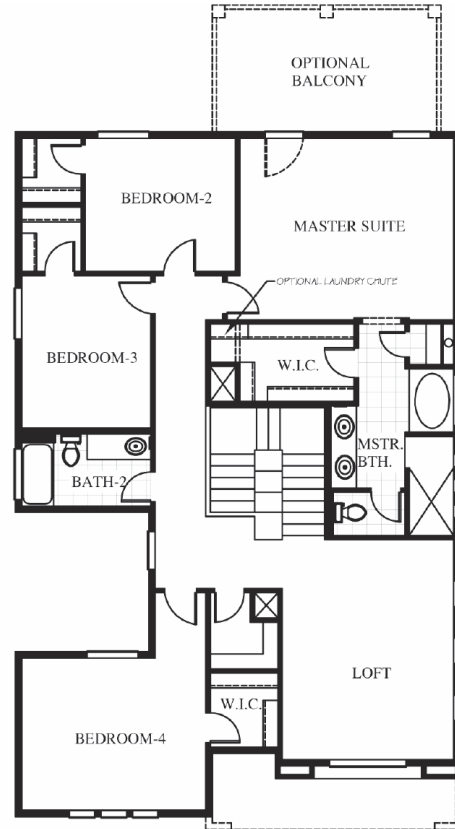 OPTIONAL
BALCONY
BEDROOM-2
MASTER SUITE
OPTIONAL LAUNDRY CHUTE
BEDROOM-3
W.I.C.
MSTR.
BTH.
BATH-2
LOFT
W.I.C.
BEDROOM-4